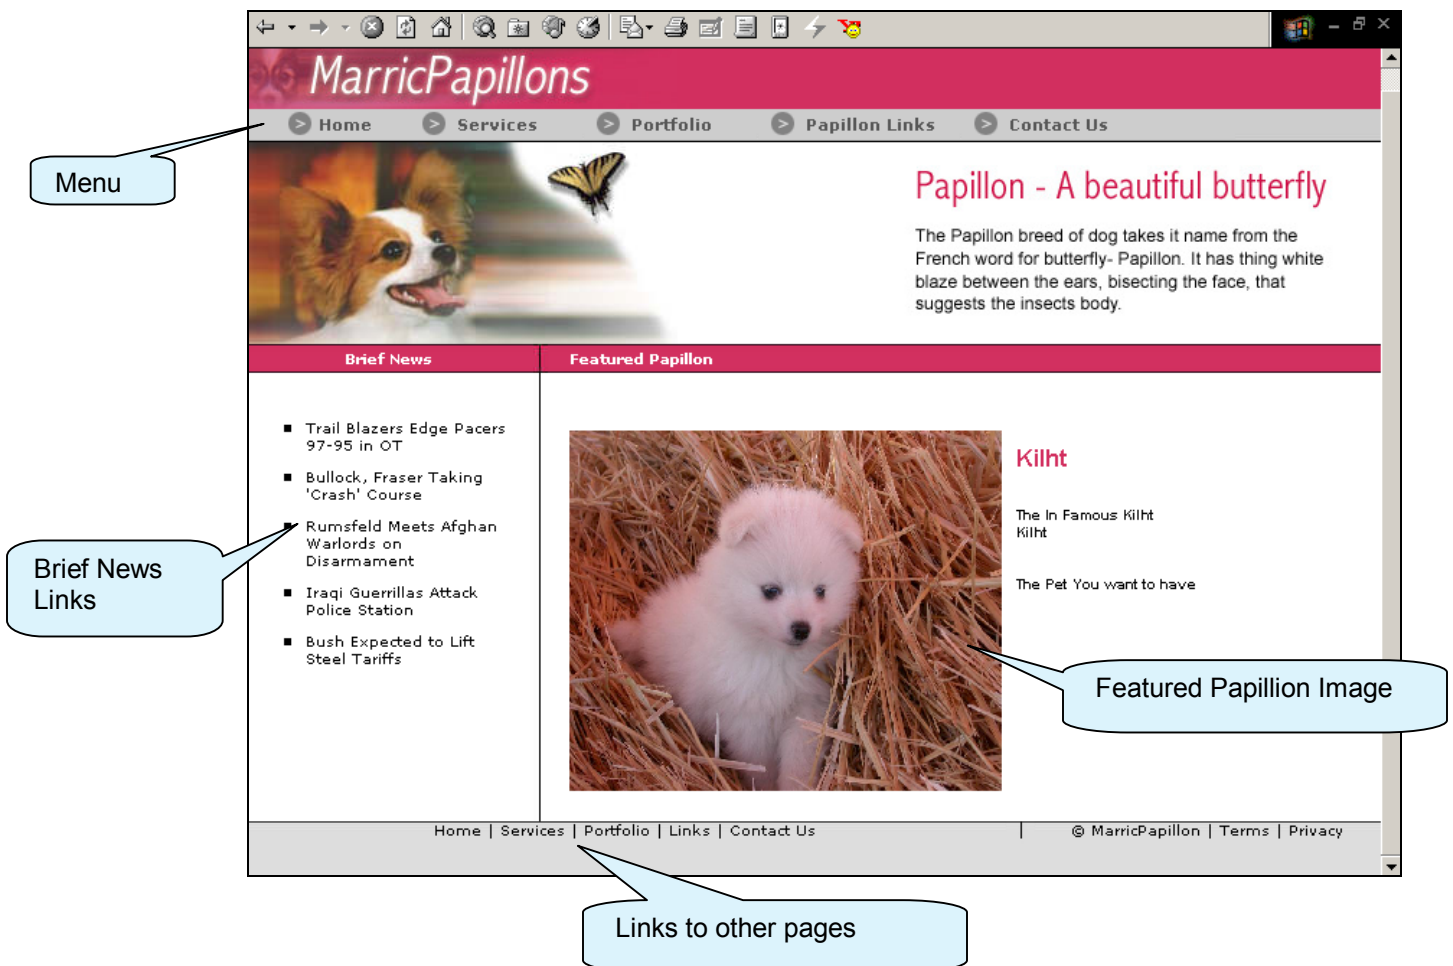 MarricPapillons
Home Services Portfolio Papillon Links Contact Us
Menu
Papillon - A beautiful butterfly
The Papillon breed of dog takes it name from the
French word for butterfly- Papillon. It has thing white
blaze between the ears, bisecting the face, that
suggests the insects body.
Brief News
Featured Papillon
Trail Blazers Edge Pacers
97-95 in OT
Bullock, Fraser Taking
'Crash' Course
Rumsfeld Meets Afghan
Warlords on
Disarmament
Iraqi Guerrillas Attack
Police Station
Bush Expected to Lift
Steel Tariffs
Brief News
Links
Kilht
The In Famous Kilht
Kilht
The Pet You want to have
Featured Papillion Image
Home | Services | Portfolio | Links | Contact Us | © MarricPapillon | Terms | Privacy
Links to other pages